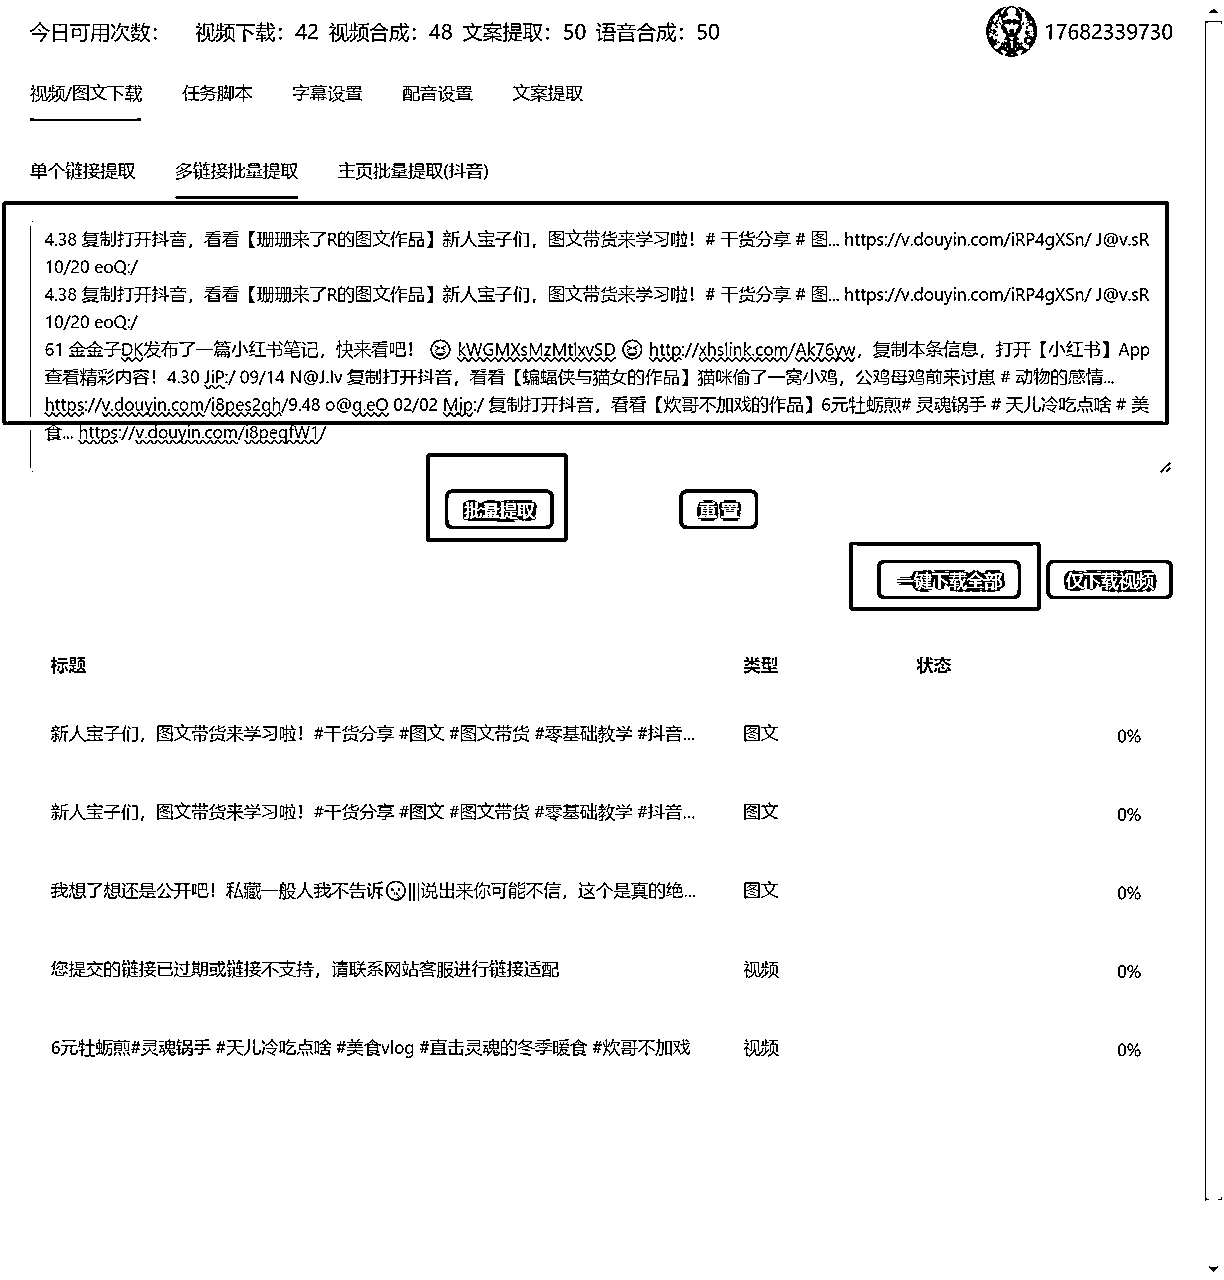 今日可用次数： 视频下载：42 视频合成：48 文案提取：50 语音合成：50
17682339730
视频/图文下载 任务脚本 字幕设置 配音设置 文案提取
单个链接提取 多链接批量提取 主页批量提取(抖音)
4.38 复制打开抖音，看看【珊珊来了R的图文作品】新人宝子们，图文带货来学习啦！# 干货分享 # 图... https://v.douyin.com/iRP4gXSn/ J@v.sR
10/20 eoQ:/
4.38 复制打开抖音，看看【珊珊来了R的图文作品】新人宝子们，图文带货来学习啦！# 干货分享 # 图... https://v.douyin.com/iRP4gXSn/ J@v.sR
10/20 eoQ:/
61 金金子DK发布了一篇小红书笔记，快来看吧！ 😆 kWGMXsMzMtlxvSD 😆 http://xhslink.com/Ak76yw，复制本条信息，打开【小红书】App
查看精彩内容！4.30 JiP:/ 09/14 N@J.lv 复制打开抖音，看看【蝙蝠侠与猫女的作品】猫咪偷了一窝小鸡，公鸡母鸡前来讨崽 # 动物的感情...
https://v.douyin.com/i8pes2gh/9.48 o@q.eO 02/02 Mjp:/ 复制打开抖音，看看【炊哥不加戏的作品】6元牡蛎煎# 灵魂锅手 # 天儿冷吃点啥 # 美
食... https://v.douyin.com/i8peqfW1/
批量提取 重置
一键下载全部 仅下载视频
标题 类型 状态
新人宝子们，图文带货来学习啦！#干货分享 #图文 #图文带货 #零基础教学 #抖音... 图文 0%
新人宝子们，图文带货来学习啦！#干货分享 #图文 #图文带货 #零基础教学 #抖音... 图文 0%
我想了想还是公开吧！私藏一般人我不告诉|||说出来你可能不信，这个是真的绝... 图文 0%
您提交的链接已过期或链接不支持，请联系网站客服进行链接适配 视频 0%
6元牡蛎煎#灵魂锅手 #天儿冷吃点啥 #美食vlog #直击灵魂的冬季暖食 #炊哥不加戏 视频 0%